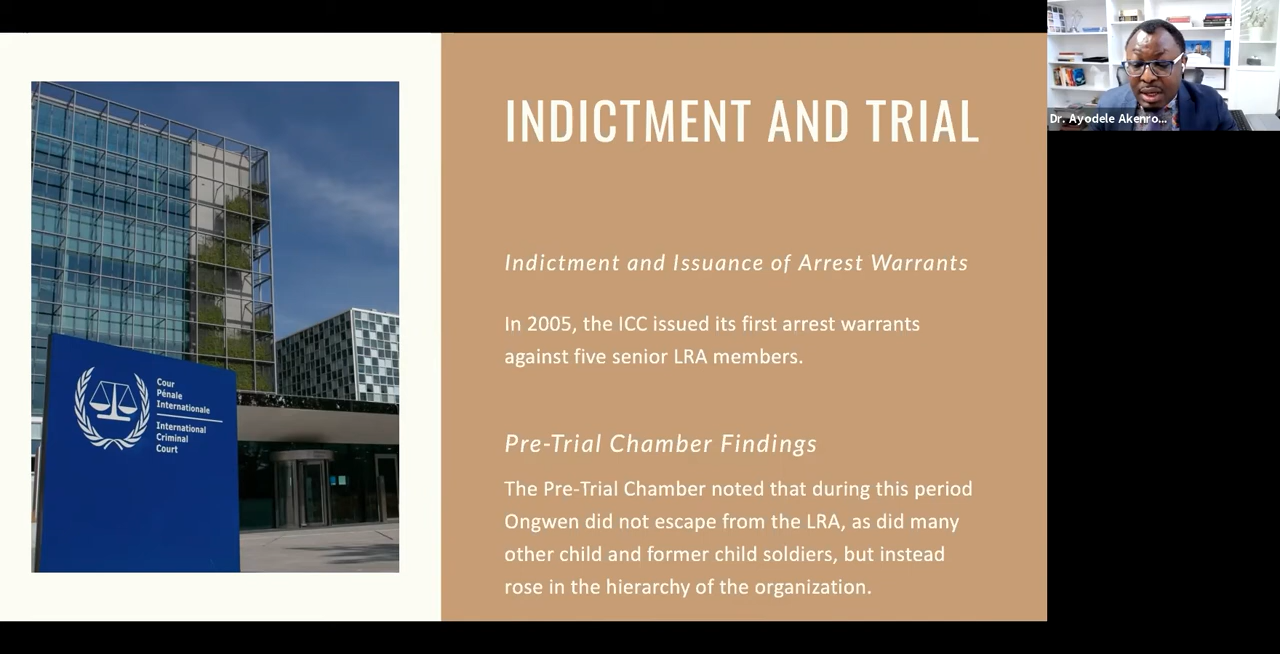 INDICTMENT AND TRIAL
Indictment and Issuance of Arrest Warrants
In 2005, the ICC issued its first arrest warrants
against five senior LRA members.
Pre-Trial Chamber Findings
The Pre-Trial Chamber noted that during this period
Ongwen did not escape from the LRA, as did many
other child and former child soldiers, but instead
rose in the hierarchy of the organization.
Cour
Pénale
Internationale
International
Criminal
Court
Dr. Ayodele Akenro...